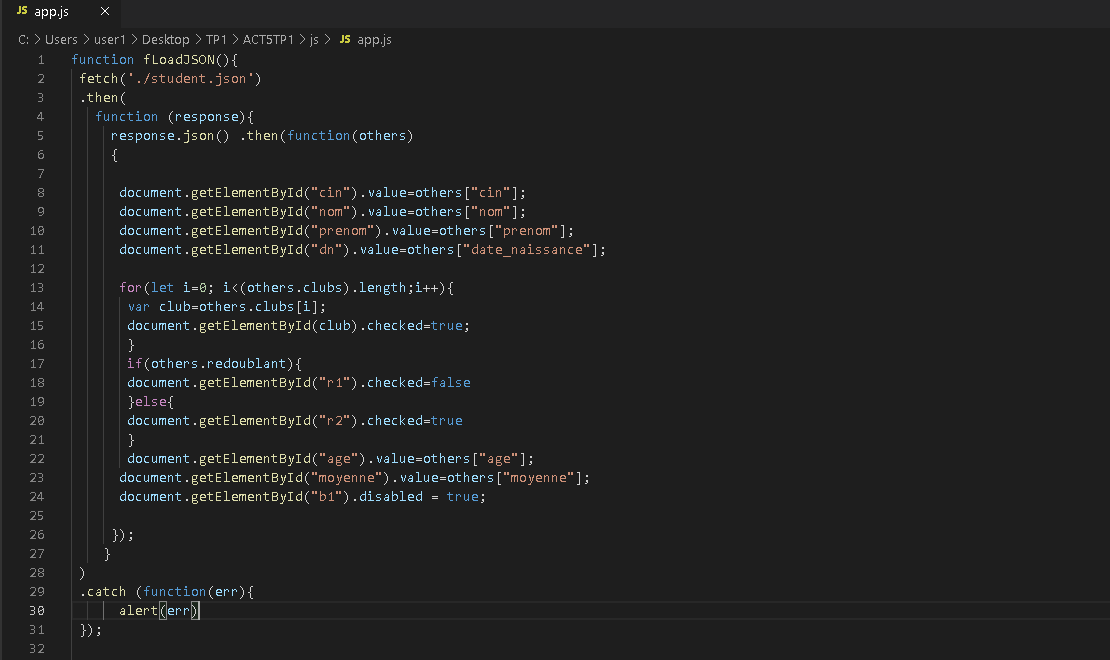 JS app.js ×
C: > Users > user1 > Desktop > TP1 > ACT5TP1 > js > JS app.js
1 function fLoadJSON(){
2 fetch('./student.json')
3 .then(
4 function (response){
5 response.json() .then(function(others)
6 {
7
8 document.getElementById("cin").value=others["cin"];
9 document.getElementById("nom").value=others["nom"];
10 document.getElementById("prenom").value=others["prenom"];
11 document.getElementById("dn").value=others["date_naissance"];
12
13 for(let i=0; i<(others.clubs).length;i++){
14 var club=others.clubs[i];
15 document.getElementById(club).checked=true;
16 }
17 if(others.redoublant){
18 document.getElementById("r1").checked=false
19 }else{
20 document.getElementById("r2").checked=true
21 }
22 document.getElementById("age").value=others["age"];
23 document.getElementById("moyenne").value=others["moyenne"];
24 document.getElementById("b1").disabled = true;
25
26 });
27 }
28 )
29 .catch (function(err){
30 alert(err)
31 });
32